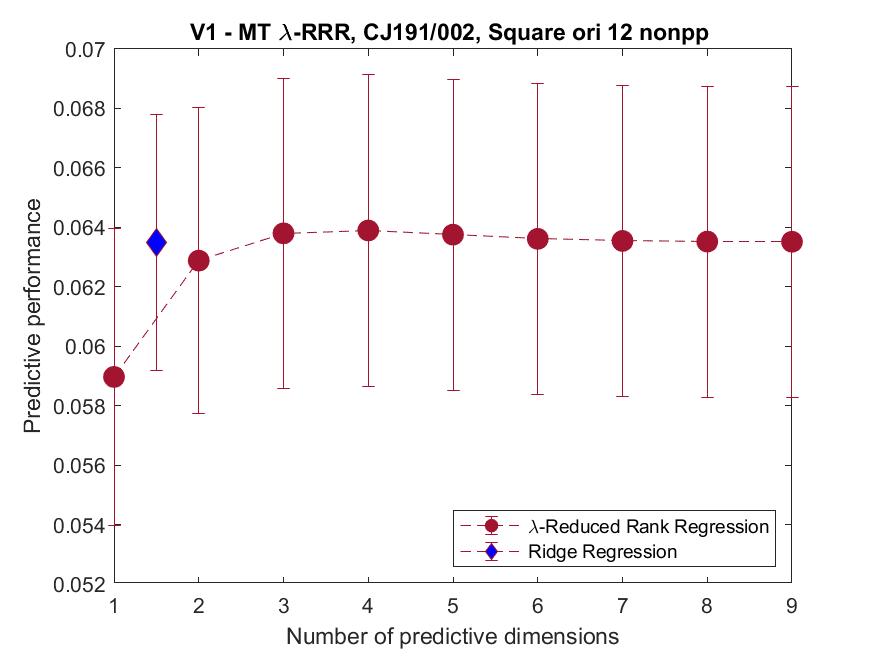 V1 - MT λ-RRR, CJ191/002, Square ori 12 nonpp
0.07
0.068
0.066
0.064
0.062
0.06
0.058
0.056
0.054
0.052
Predictive performance
1 2 3 4 5 6 7 8 9
Number of predictive dimensions
λ-Reduced Rank Regression
Ridge Regression